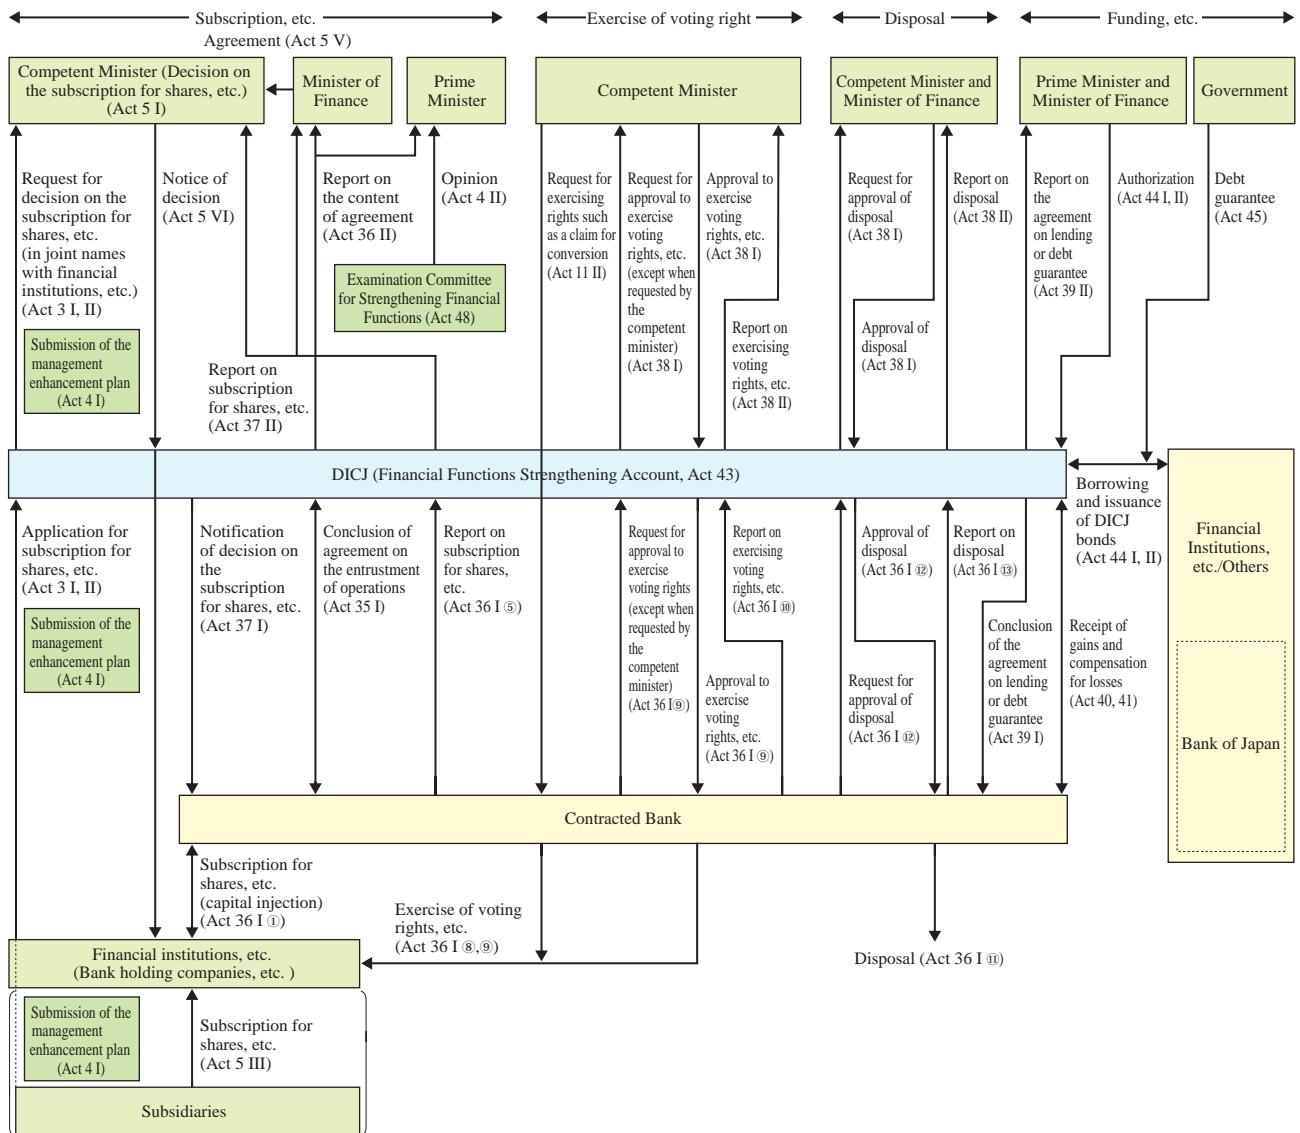 Subscription, etc.
Exercise of voting right
Disposal
Funding, etc.
Agreement (Act 5 V)
Competent Minister (Decision on
the subscription for shares, etc.)
(Act 5 I)
Minister of
Finance
Prime
Minister
Competent Minister
Competent Minister and
Minister of Finance
Prime Minister and
Minister of Finance
Government
Request for
decision on the
subscription for
shares, etc.
(in joint names
with financial
institutions, etc.)
(Act 3 I, II)
Submission of the
management
enhancement plan
(Act 4 I)
Notice of
decision
(Act 5 VI)
Report on
subscription
for shares, etc.
(Act 37 II)
Report on
the content
of agreement
(Act 36 II)
Opinion
(Act 4 II)
Examination Committee
for Strengthening Financial
Functions (Act 48)
Request for
exercising
rights such
as a claim for
conversion
(Act 11 II)
Request for
approval to
exercise
voting
rights, etc.
(except when
requested by
the
competent
minister)
(Act 38 I)
Approval to
exercise
voting
rights, etc.
(Act 38 I)
Report on
exercising
voting
rights, etc.
(Act 38 II)
Request for
approval of
disposal
(Act 38 I)
Approval of
disposal
(Act 38 I)
Report on
disposal
(Act 38 II)
Report on
the
agreement
on lending
or debt
guarantee
(Act 39 II)
Authorization
(Act 44 I, II)
Debt
guarantee
(Act 45)
DICJ (Financial Functions Strengthening Account, Act 43)
Borrowing
and issuance
of DICJ
bonds
(Act 44 I, II)
Financial
Institutions,
etc./Others
Bank of Japan
Application for
subscription for
shares, etc.
(Act 3 I, II)
Submission of the
management
enhancement plan
(Act 4 I)
Notification
of decision on
the
subscription
for shares, etc.
(Act 37 I)
Conclusion of
agreement on
the entrustment
of operations
(Act 35 I)
Report on
subscription
for shares,
etc.
(Act 36 I ⑤)
Request for
approval to
exercise
voting rights
(except when
requested by
the
competent
minister)
(Act 36 I⑨)
Approval to
exercise
voting
rights, etc.
(Act 36 I ⑨)
Report on
exercising
voting
rights, etc.
(Act 36 I ⑩)
Approval of
disposal
(Act 36 I ⑫)
Request for
approval of
disposal
(Act 36 I ⑫)
Report on
disposal
(Act 36 I ⑬)
Conclusion
of the
agreement
on lending
or debt
guarantee
(Act 39 I)
Receipt of
gains and
compensation
for losses
(Act 40, 41)
Contracted Bank
Subscription for
shares, etc.
(capital injection)
(Act 36 I ①)
Exercise of voting
rights, etc.
(Act 36 I ⑧,⑨)
Disposal (Act 36 I ⑪)
Financial institutions, etc.
(Bank holding companies, etc. )
Submission of the
management
enhancement plan
(Act 4 I)
Subscription for
shares, etc.
(Act 5 III)
Subsidiaries